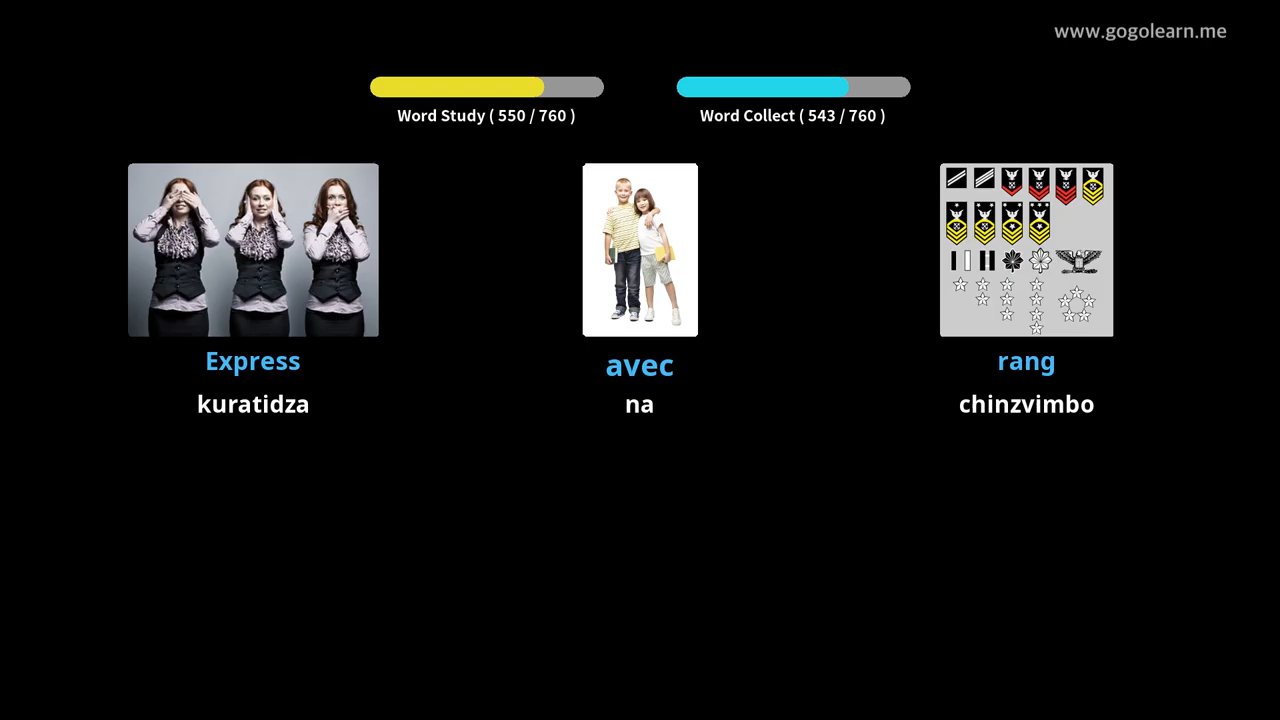 www.gogolearn.me
Word Study ( 550 / 760 )
Word Collect ( 543 / 760 )
Express
avec
rang
kuratidza
na
chinzvimbo